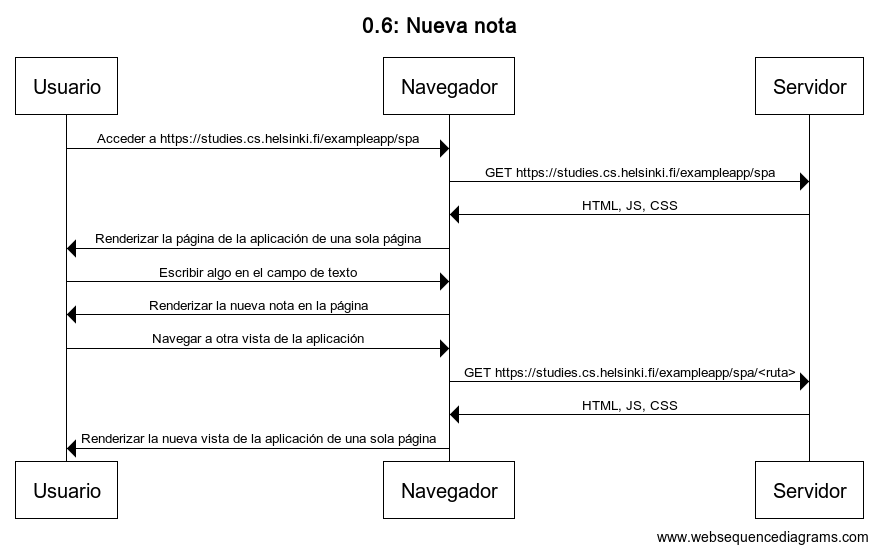 0.6: Nueva nota
Usuario
Navegador
Servidor
Acceder a https://studies.cs.helsinki.fi/exampleapp/spa
GET https://studies.cs.helsinki.fi/exampleapp/spa
HTML, JS, CSS
Renderizar la página de la aplicación de una sola página
Escribir algo en el campo de texto
Renderizar la nueva nota en la página
Navegar a otra vista de la aplicación
GET https://studies.cs.helsinki.fi/exampleapp/spa/<ruta>
HTML, JS, CSS
Renderizar la nueva vista de la aplicación de una sola página
Usuario
Navegador
Servidor
www.websequencediagrams.com